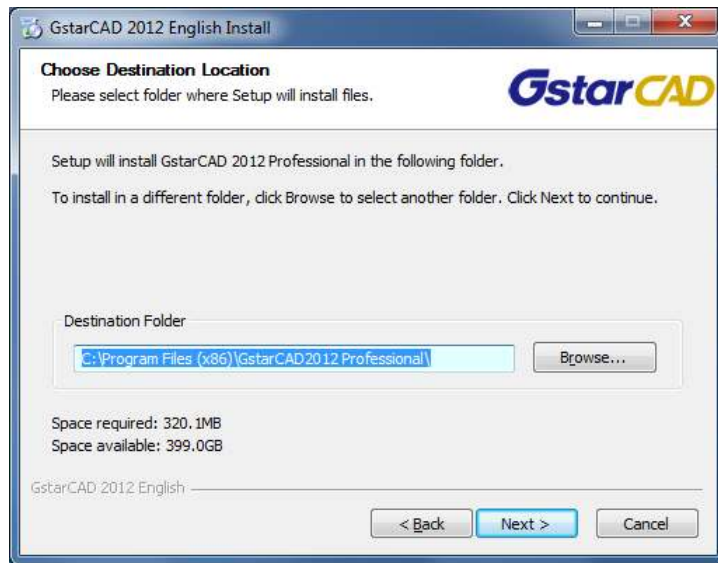 GstarCAD 2012 English Install
Choose Destination Location
Please select folder where Setup will install files.
GstarCAD
Setup will install GstarCAD 2012 Professional in the following folder.
To install in a different folder, click Browse to select another folder. Click Next to continue.
Destination Folder
C:\Program Files (x86)\GstarCAD2012 Professional\
Browse...
Space required: 320.1MB
Space available: 399.0GB
GstarCAD 2012 English
< Back
Next >
Cancel